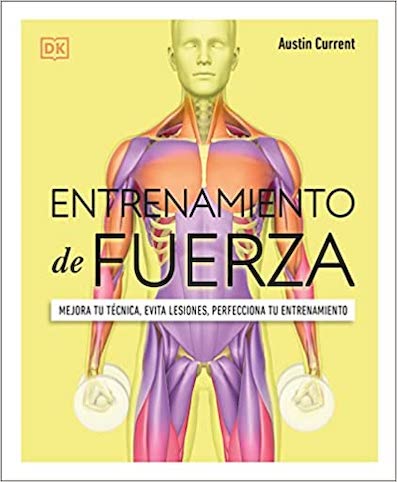 DK
Austin Current
ENTRENAMIENTO
de FUERZA
MEJORA TU TÉCNICA, EVITA LESIONES, PERFECCIONA TU ENTRENAMIENTO